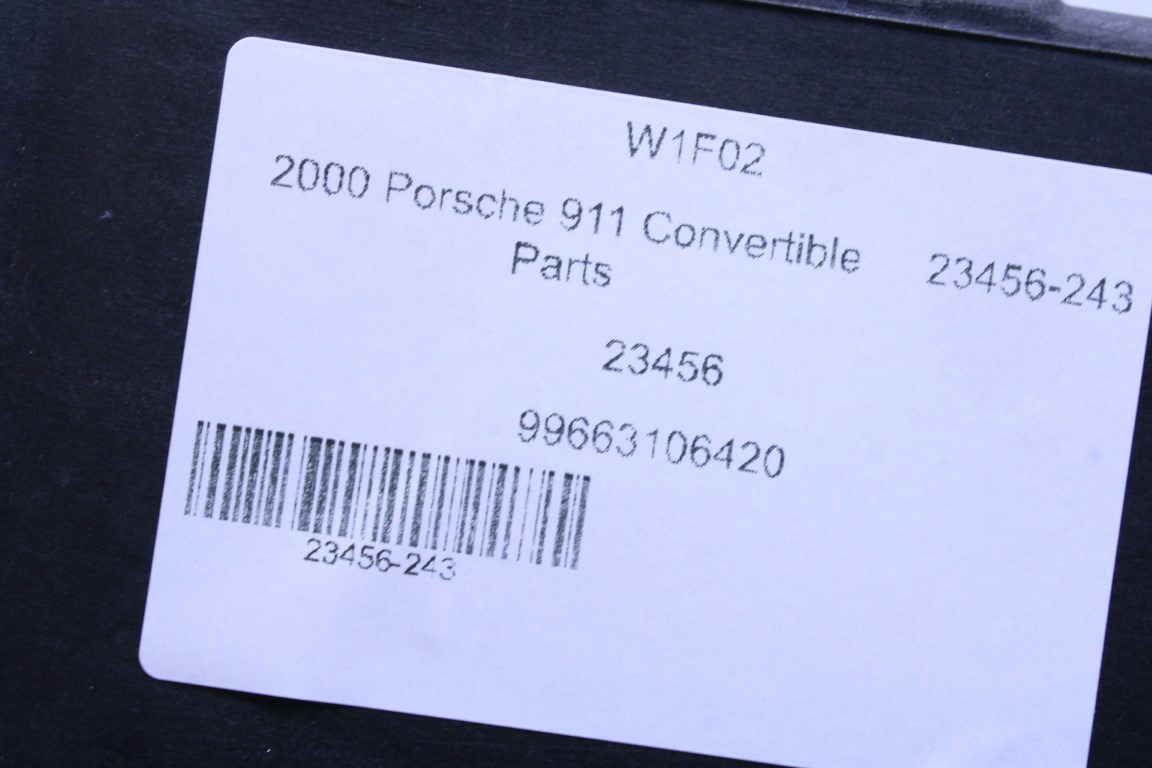 W1F02
2000 Porsche 911 Convertible 23456-243
Parts
23456
99663106420
23456-243